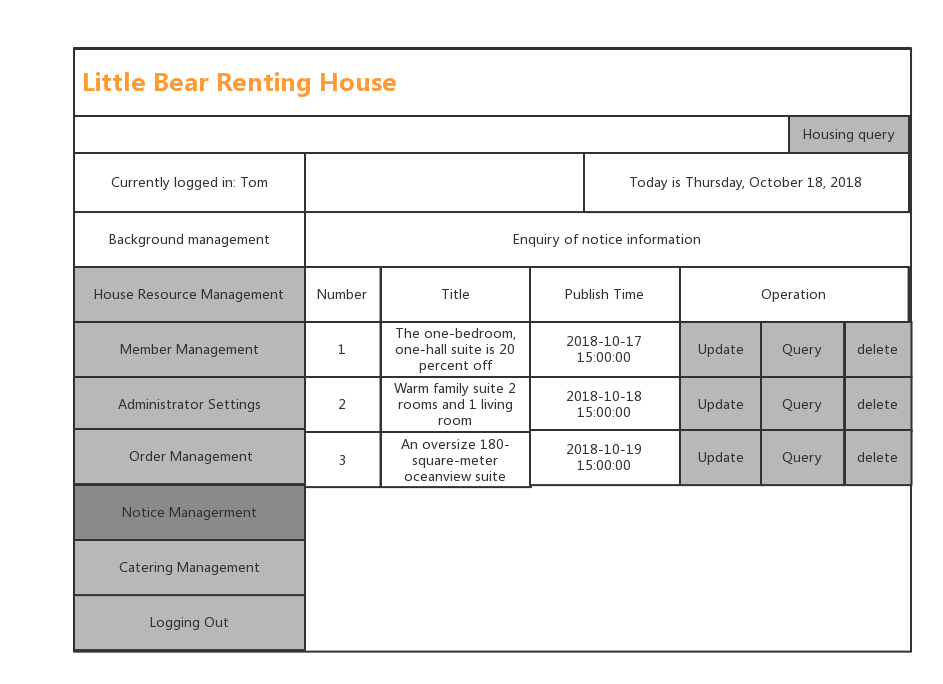 Little Bear Renting House
Housing query
Currently logged in: Tom
Today is Thursday, October 18, 2018
Background management
Enquiry of notice information
House Resource Management
Number
Title
Publish Time
Operation
Member Management
1
The one-bedroom,
one-hall suite is 20
percent off
2018-10-17
15:00:00
Update
Query
delete
Administrator Settings
2
Warm family suite 2
rooms and 1 living
room
2018-10-18
15:00:00
Update
Query
delete
Order Management
3
An oversize 180-
square-meter
oceanview suite
2018-10-19
15:00:00
Update
Query
delete
Notice Managerment
Catering Management
Logging Out